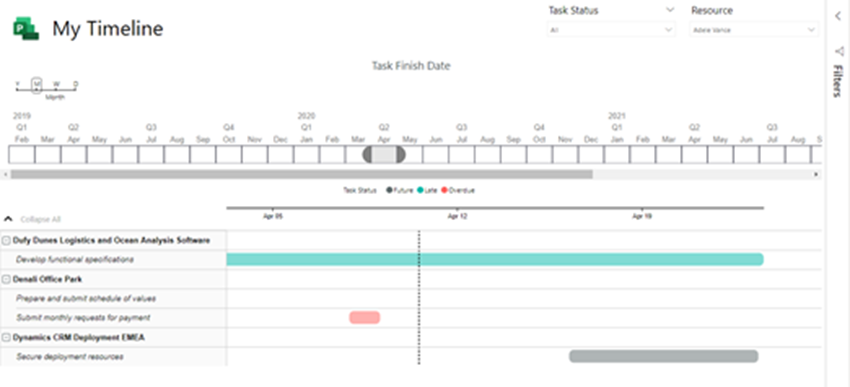 My Timeline
Task Status
Resource
All
Adele Vance
Filters
Task Finish Date
Y M W D
Month
2019 2020 2021
Q1 Q2 Q3 Q4 Q1 Q2 Q3 Q4 Q1 Q2 Q3
Feb Mar Apr May Jun Jul Aug Sep Oct Nov Dec Jan Feb Mar Apr May Jun Jul Aug Sep Oct Nov Dec Jan Feb Mar Apr May Jun Jul Aug S
Task Status Future Late Overdue
Apr 05 Apr 12 Apr 19
Collapse All
Dufy Dunes Logistics and Ocean Analysis Software
Develop functional specifications
Denali Office Park
Prepare and submit schedule of values
Submit monthly requests for payment
Dynamics CRM Deployment EMEA
Secure deployment resources